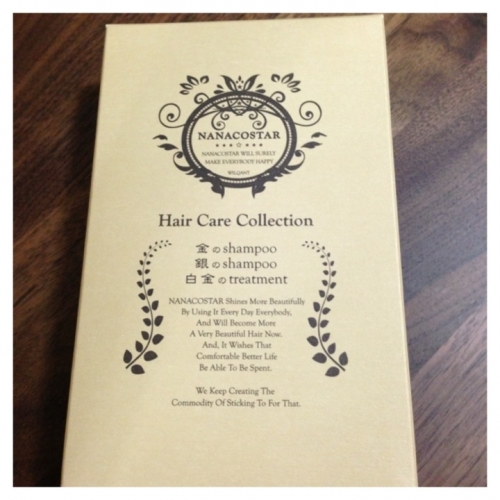 NANACOSTAR
NANACOSTAR WILL SURELY
MAKE EVERYBODY HAPPY
Hair Care Collection
金のshampoo
銀のshampoo
白金のtreatment
NANACOSTAR Shines More Beautifully
By Using It Every Day Everybody,
And Will Become More
A Very Beautiful Hair Now.
And, It Wishes That
Comfortable Better Life
Be Able To Be Spent.
We Keep Creating The
Commodity Of Sticking To For That.